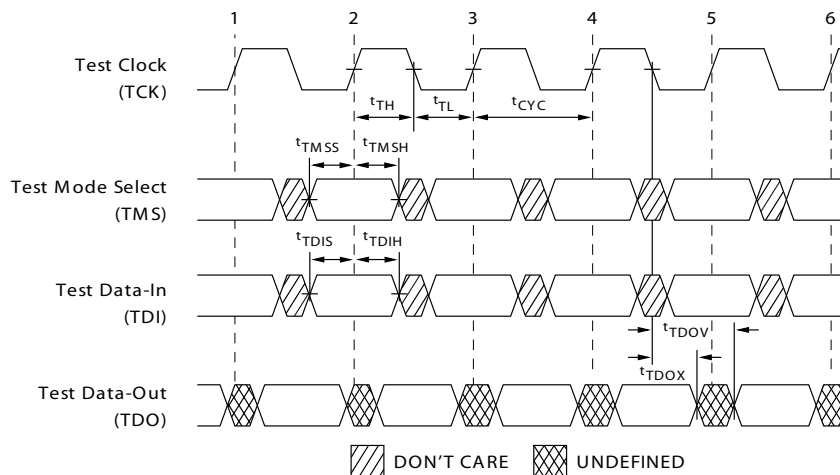 1 2 3 4 5 6
Test Clock
(TCK)
tTH tTL tCYC
tTMSS tTMSH
Test Mode Select
(TMS)
tTDIS tTDIH
Test Data-In
(TDI)
tTDOV
tTDOX
Test Data-Out
(TDO)
DON'T CARE UNDEFINED